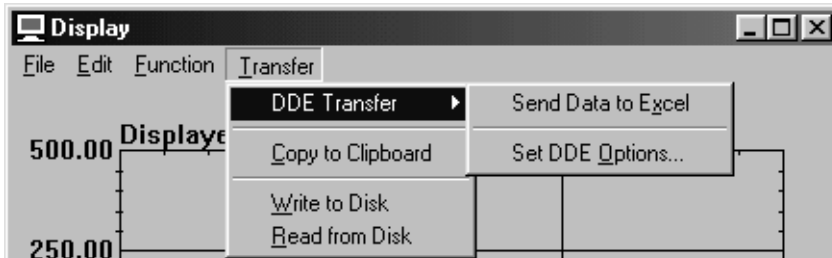 Display
File Edit Function Transfer
DDE Transfer Send Data to Excel
500.00 Displaye
Copy to Clipboard Set DDE Options...
Write to Disk
Read from Disk
250.00